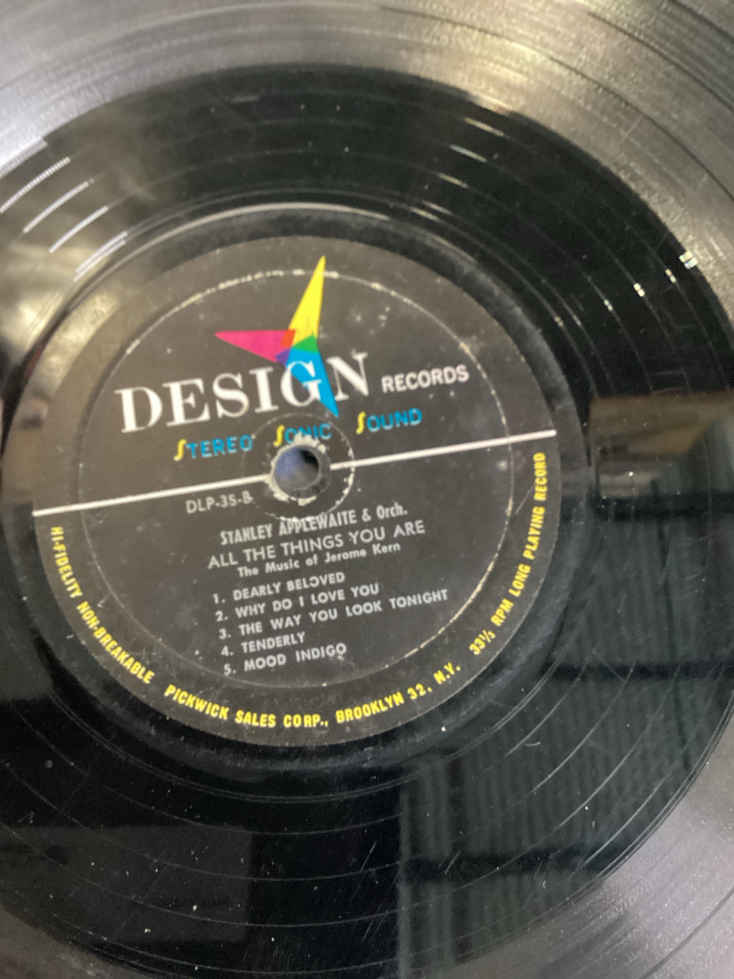 DESIGN RECORDS
STEREO SONIC SOUND
DLP-35-B
STANLEY APPLEWAITE & Orch.
ALL THE THINGS YOU ARE
The Music of Jerome Kern
1. DEARLY BELOVED
2. WHY DO I LOVE YOU
3. THE WAY YOU LOOK TONIGHT
4. TENDERLY
5. MOOD INDIGO
HI-FIDELITY NON-BREAKABLE PICKWICK SALES CORP., BROOKLYN 32, N.Y. 33⅓ RPM LONG PLAYING RECORD